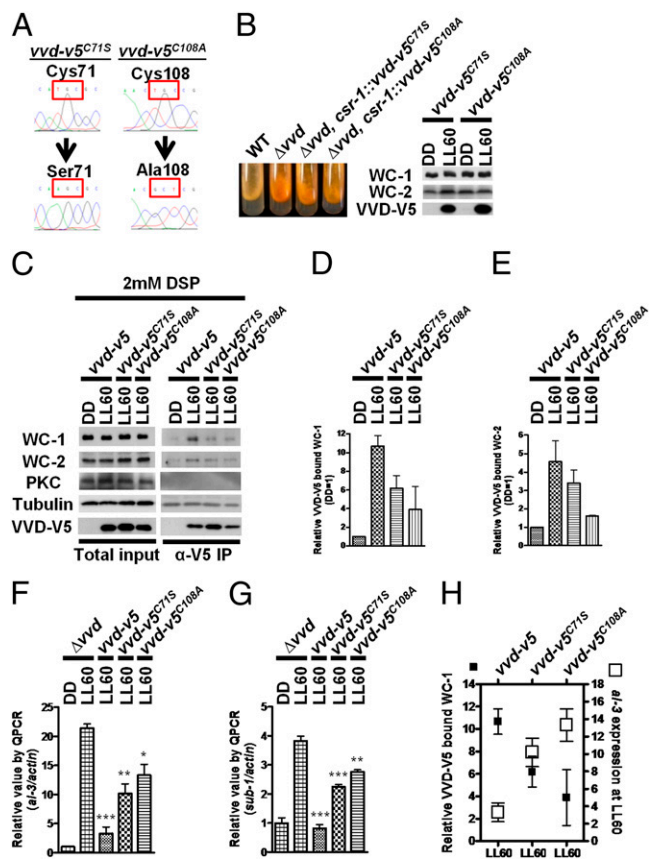 A
vvd-v5C71S
vvd-v5C108A
Cys71
Cys108
Ser71
Ala108
B
WT
Δvvd
Δvvd, csr-1::vvd-v5C71S
Δvvd, csr-1::vvd-v5C108A
vvd-v5C71S
vvd-v5C108A
DD
LL60
DD
LL60
WC-1
WC-2
VVD-V5
C
2mM DSP
vvd-v5
vvd-v5C71S
vvd-v5C108A
vvd-v5
vvd-v5C71S
vvd-v5C108A
DD
LL60
LL60
LL60
DD
LL60
LL60
LL60
WC-1
WC-2
PKC
Tubulin
VVD-V5
Total input
α-V5 IP
D
vvd-v5
vvd-v5C71S
vvd-v5C108A
DD
LL60
LL60
LL60
Relative VVD-V5 bound WC-1
(DD=1)
12
10
8
6
4
2
0
E
vvd-v5
vvd-v5C71S
vvd-v5C108A
DD
LL60
LL60
LL60
Relative VVD-V5 bound WC-2
(DD=1)
8
6
4
2
0
F
Δvvd
vvd-v5
vvd-v5C71S
vvd-v5C108A
DD
LL60
LL60
LL60
LL60
Relative value by QPCR
(al-3/actin)
25
20
15
10
5
0
***
**
*
G
Δvvd
vvd-v5
vvd-v5C71S
vvd-v5C108A
DD
LL60
LL60
LL60
LL60
Relative value by QPCR
(sub-1/actin)
5
4
3
2
1
0
***
***
**
H
vvd-v5
vvd-v5C71S
vvd-v5C108A
Relative VVD-V5 bound WC-1
14
12
10
8
6
4
2
0
18
16
14
12
10
8
6
4
2
0
al-3 expression at LL60
LL60 LL60 LL60